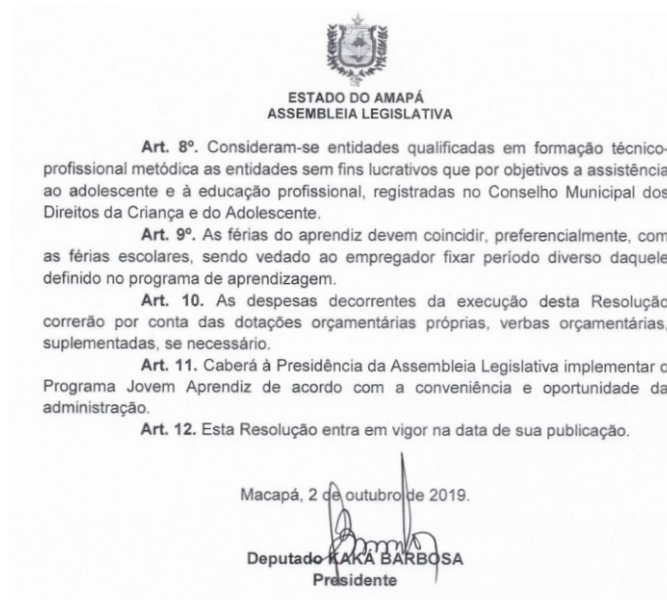 ESTADO DO AMAPÁ
ASSEMBLEIA LEGISLATIVA
Art. 8º. Consideram-se entidades qualificadas em formação técnico-
profissional metódica as entidades sem fins lucrativos que por objetivos a assistência
ao adolescente e à educação profissional, registradas no Conselho Municipal dos
Direitos da Criança e do Adolescente.
Art. 9º. As férias do aprendiz devem coincidir, preferencialmente, com
as férias escolares, sendo vedado ao empregador fixar período diverso daquele
definido no programa de aprendizagem.
Art. 10. As despesas decorrentes da execução desta Resolução
correrão por conta das dotações orçamentárias próprias, verbas orçamentárias,
suplementadas, se necessário.
Art. 11. Caberá à Presidência da Assembleia Legislativa implementar o
Programa Jovem Aprendiz de acordo com a conveniência e oportunidade da
administração.
Art. 12. Esta Resolução entra em vigor na data de sua publicação.
Macapá, 2 de outubro de 2019.
Deputado KAKÁ BARBOSA
Presidente